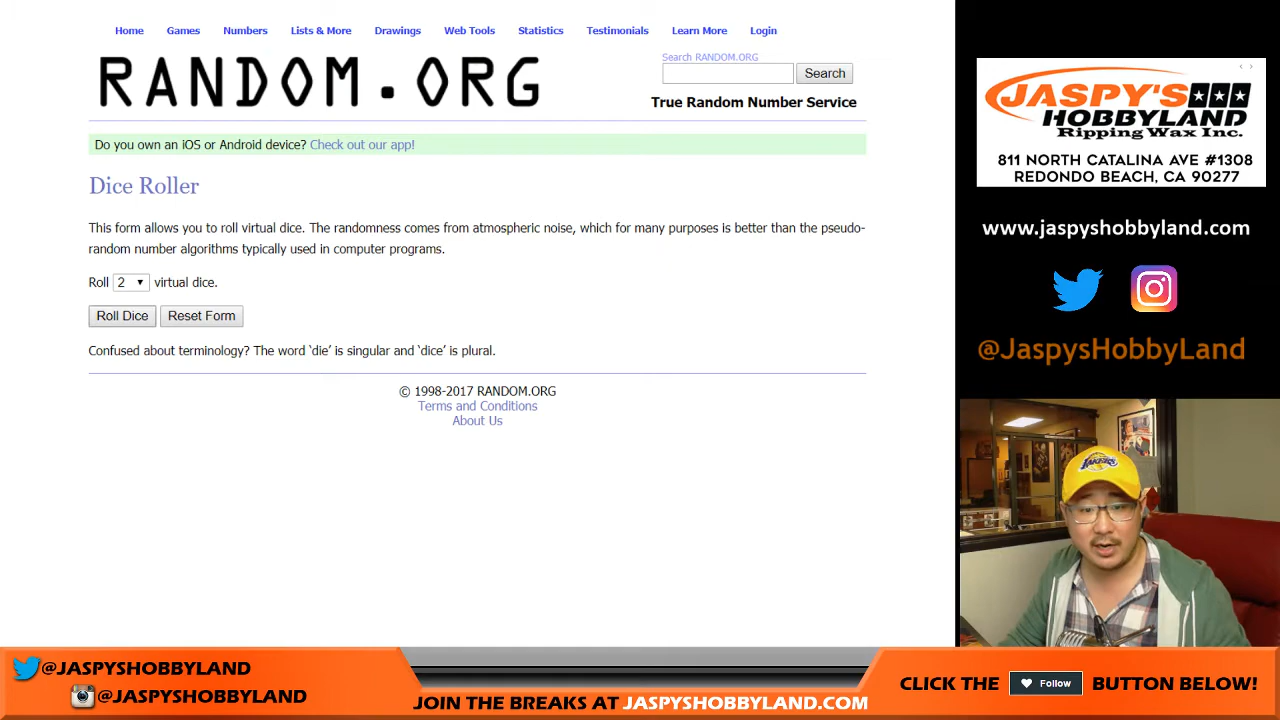 Home Games Numbers Lists & More Drawings Web Tools Statistics Testimonials Learn More Login
RANDOM.ORG
Search RANDOM.ORG
Search
True Random Number Service
Do you own an iOS or Android device? Check out our app!
Dice Roller
This form allows you to roll virtual dice. The randomness comes from atmospheric noise, which for many purposes is better than the pseudo-
random number algorithms typically used in computer programs.
Roll 2 virtual dice.
Roll Dice Reset Form
Confused about terminology? The word ‘die’ is singular and ‘dice’ is plural.
© 1998-2017 RANDOM.ORG
Terms and Conditions
About Us
JASPY'S
HOBBYLAND
Ripping Wax Inc.
811 NORTH CATALINA AVE #1308
REDONDO BEACH, CA 90277
www.jaspyshobbyland.com
@JaspysHobbyLand
LAKERS
@JASPYSHOBBYLAND
@JASPYSHOBBYLAND
JOIN THE BREAKS AT JASPYSHOBBYLAND.COM
CLICK THE Follow BUTTON BELOW!